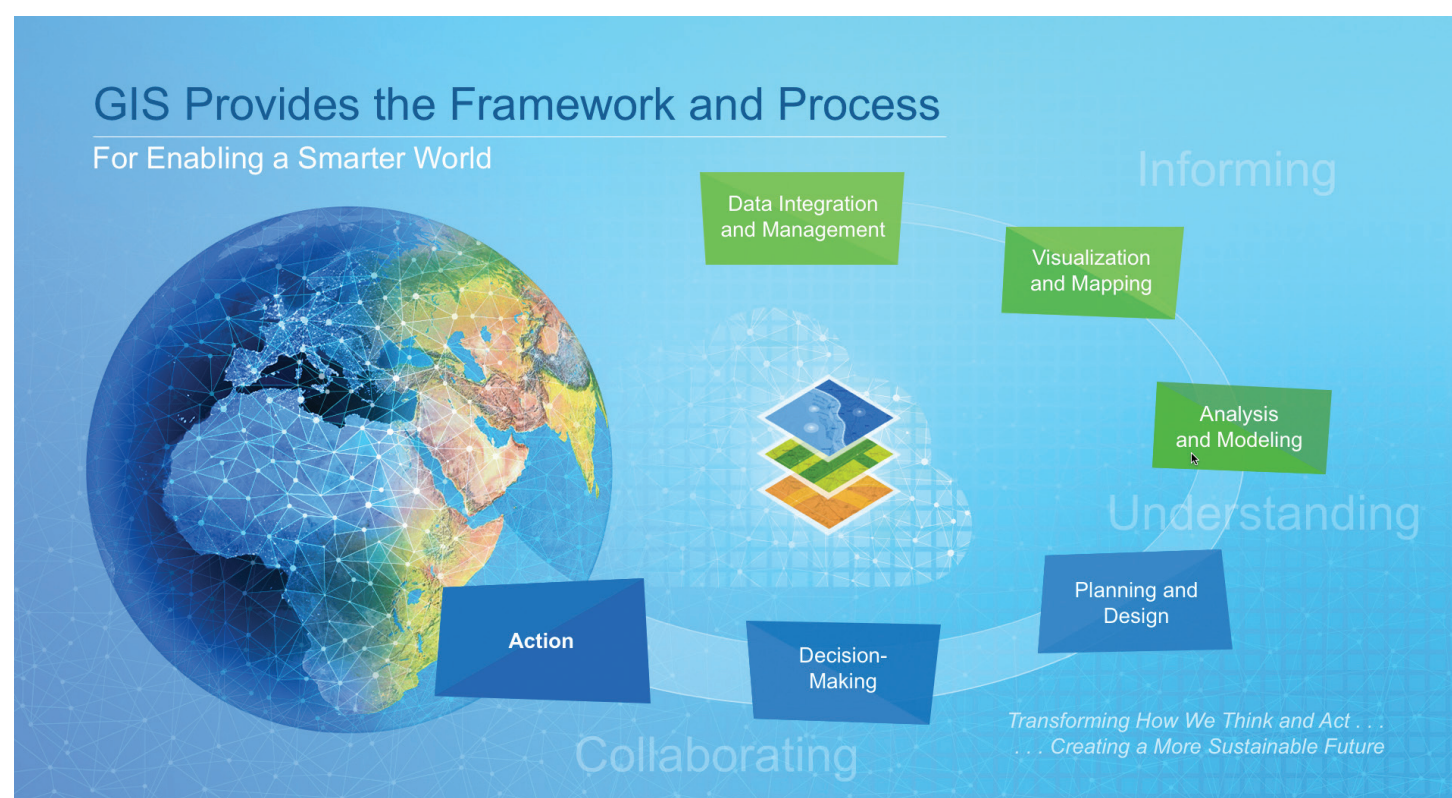 GIS Provides the Framework and Process
For Enabling a Smarter World
Informing
Data Integration
and Management
Visualization
and Mapping
Analysis
and Modeling
Understanding
Planning and
Design
Decision-
Making
Action
Collaborating
Transforming How We Think and Act . . .
. . . Creating a More Sustainable Future